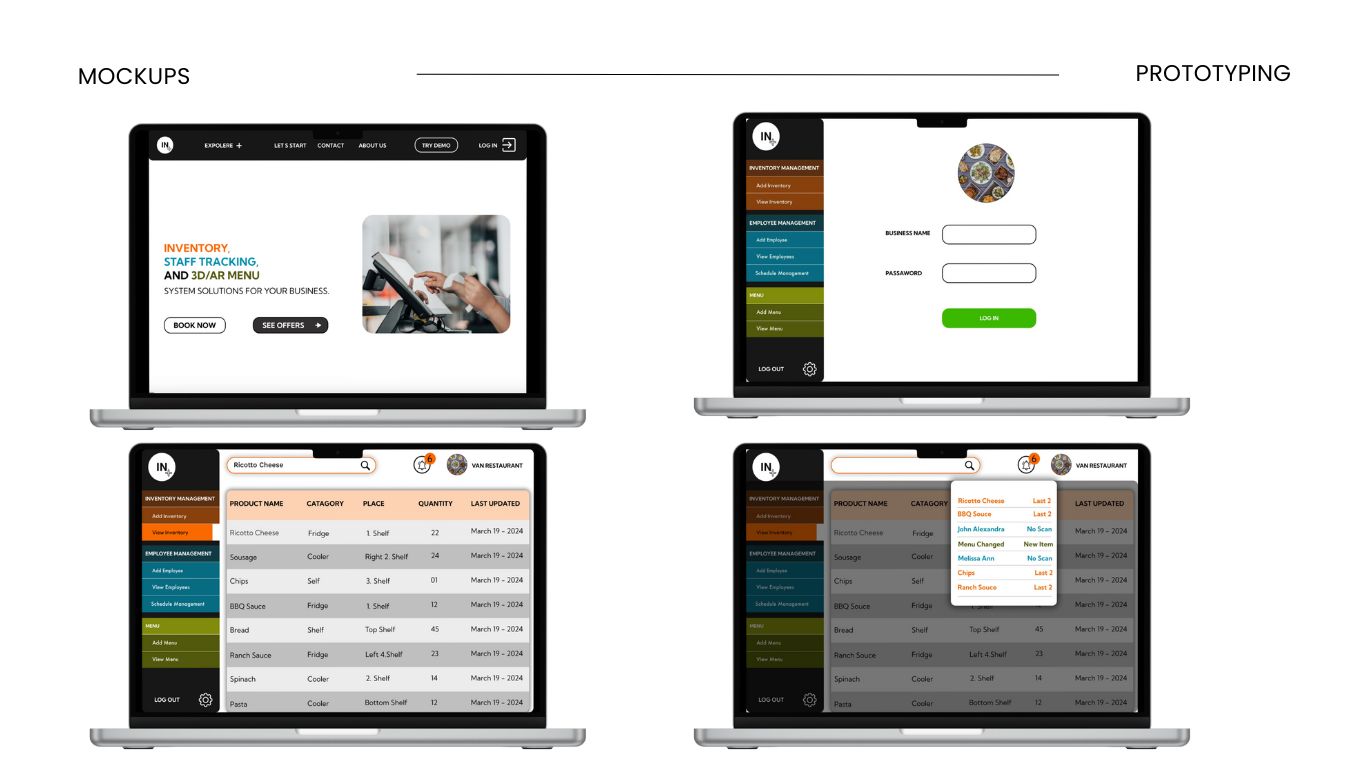 MOCKUPS
PROTOTYPING
IN
EXPOLERE +
LET S START
CONTACT
ABOUT US
TRY DEMO
LOG IN
INVENTORY,
STAFF TRACKING,
AND 3D/AR MENU
SYSTEM SOLUTIONS FOR YOUR BUSINESS.
BOOK NOW
SEE OFFERS
IN
INVENTORY MANAGEMENT
Add Inventory
View Inventory
EMPLOYEE MANAGEMENT
Add Employee
View Employees
Schedule Management
MENU
Add Menu
View Menu
LOG OUT
BUSINESS NAME
PASSAWORD
LOG IN
IN
Ricotto Cheese
6
VAN RESTAURANT
INVENTORY MANAGEMENT
Add Inventory
View Inventory
EMPLOYEE MANAGEMENT
Add Employee
View Employees
Schedule Management
MENU
Add Menu
View Menu
LOG OUT
PRODUCT NAME CATAGORY PLACE QUANTITY LAST UPDATED
Ricotto Cheese Fridge 1. Shelf 22 March 19 - 2024
Sousage Cooler Right 2. Shelf 24 March 19 - 2024
Chips Self 3. Shelf 01 March 19 - 2024
BBQ Sauce Fridge 1. Shelf 12 March 19 - 2024
Bread Shelf Top Shelf 45 March 19 - 2024
Ranch Sauce Fridge Left 4.Shelf 23 March 19 - 2024
Spinach Cooler 2. Shelf 14 March 19 - 2024
Pasta Cooler Bottom Shelf 12 March 19 - 2024
IN
6
VAN RESTAURANT
INVENTORY MANAGEMENT
Add Inventory
View Inventory
EMPLOYEE MANAGEMENT
Add Employee
View Employees
Schedule Management
MENU
Add Menu
View Menu
LOG OUT
Ricotto Cheese Last 2
BBQ Souce Last 2
John Alexandra No Scan
Menu Changed New Item
Melissa Ann No Scan
Chips Last 2
Ranch Souce Last 2
PRODUCT NAME CATAGORY LAST UPDATED
Ricotto Cheese Fridge March 19 - 2024
Sousage Cooler March 19 - 2024
Chips Self March 19 - 2024
BBQ Sauce Fridge 1. Shelf March 19 - 2024
Bread Shelf Top Shelf 45 March 19 - 2024
Ranch Sauce Fridge Left 4.Shelf 23 March 19 - 2024
Spinach Cooler 2. Shelf 14 March 19 - 2024
Pasta Cooler Bottom Shelf 12 March 19 - 2024